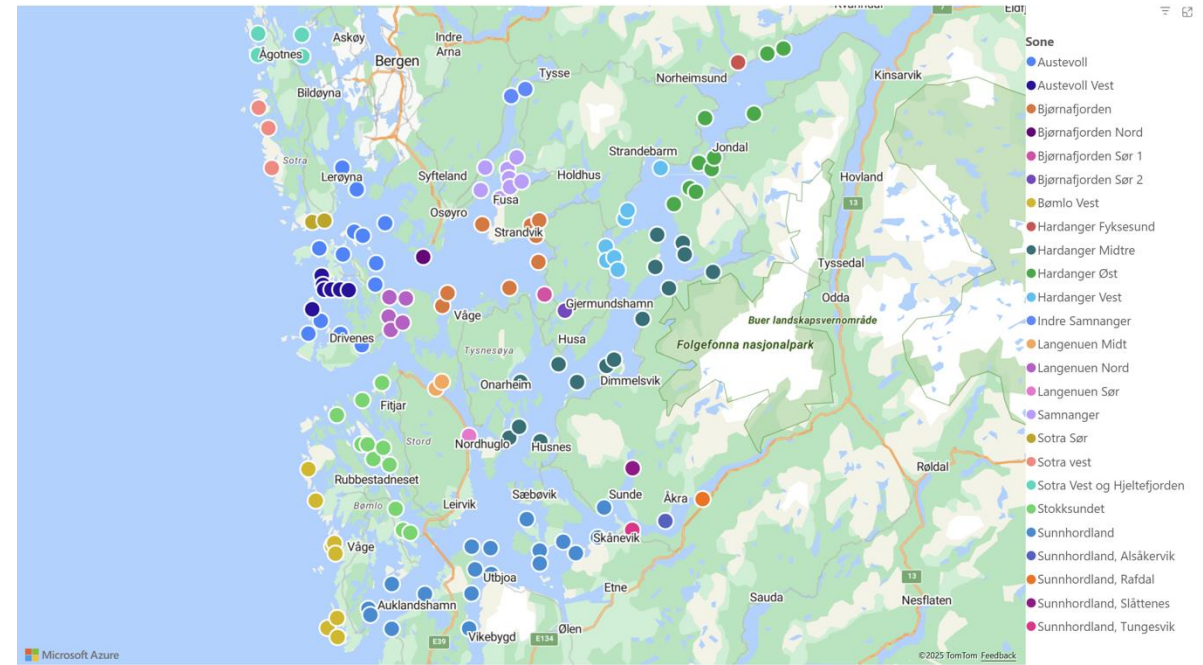 Kvanndal
7
Askøy
Indre
Arna
Ågotnes
Bergen
Tysse
Norheimsund
Kinsarvik
Bildøyna
Sotra
Lerøyna
Syfteland
Holdhus
Strandebarm
Jondal
Hovland
Fusa
13
Osøyro
Strandvik
Tyssedal
Odda
Gjermundshamn
Våge
Buer landskapsvernområde
Drivenes
Husa
Folgefonna nasjonalpark
Tysnesøya
Onarheim
Dimmelsvik
Fitjar
Stord
Nordhuglo
Husnes
Røldal
Rubbestadneset
Sæbøvik
Sunde
Åkra
Bømlo
Leirvik
Skånevik
Våge
Utbjoa
Etne
13
Auklandshamn
Sauda
Nesflaten
Ølen
E39
Vikebygd
E134
Microsoft Azure
©2025 TomTom Feedback
Sone
Austevoll
Austevoll Vest
Bjørnafjorden
Bjørnafjorden Nord
Bjørnafjorden Sør 1
Bjørnafjorden Sør 2
Bømlo Vest
Hardanger Fyksesund
Hardanger Midtre
Hardanger Øst
Hardanger Vest
Indre Samnanger
Langenuen Midt
Langenuen Nord
Langenuen Sør
Samnanger
Sotra Sør
Sotra vest
Sotra Vest og Hjeltefjorden
Stokksundet
Sunnhordland
Sunnhordland, Alsåkervik
Sunnhordland, Rafdal
Sunnhordland, Slåttenes
Sunnhordland, Tungesvik